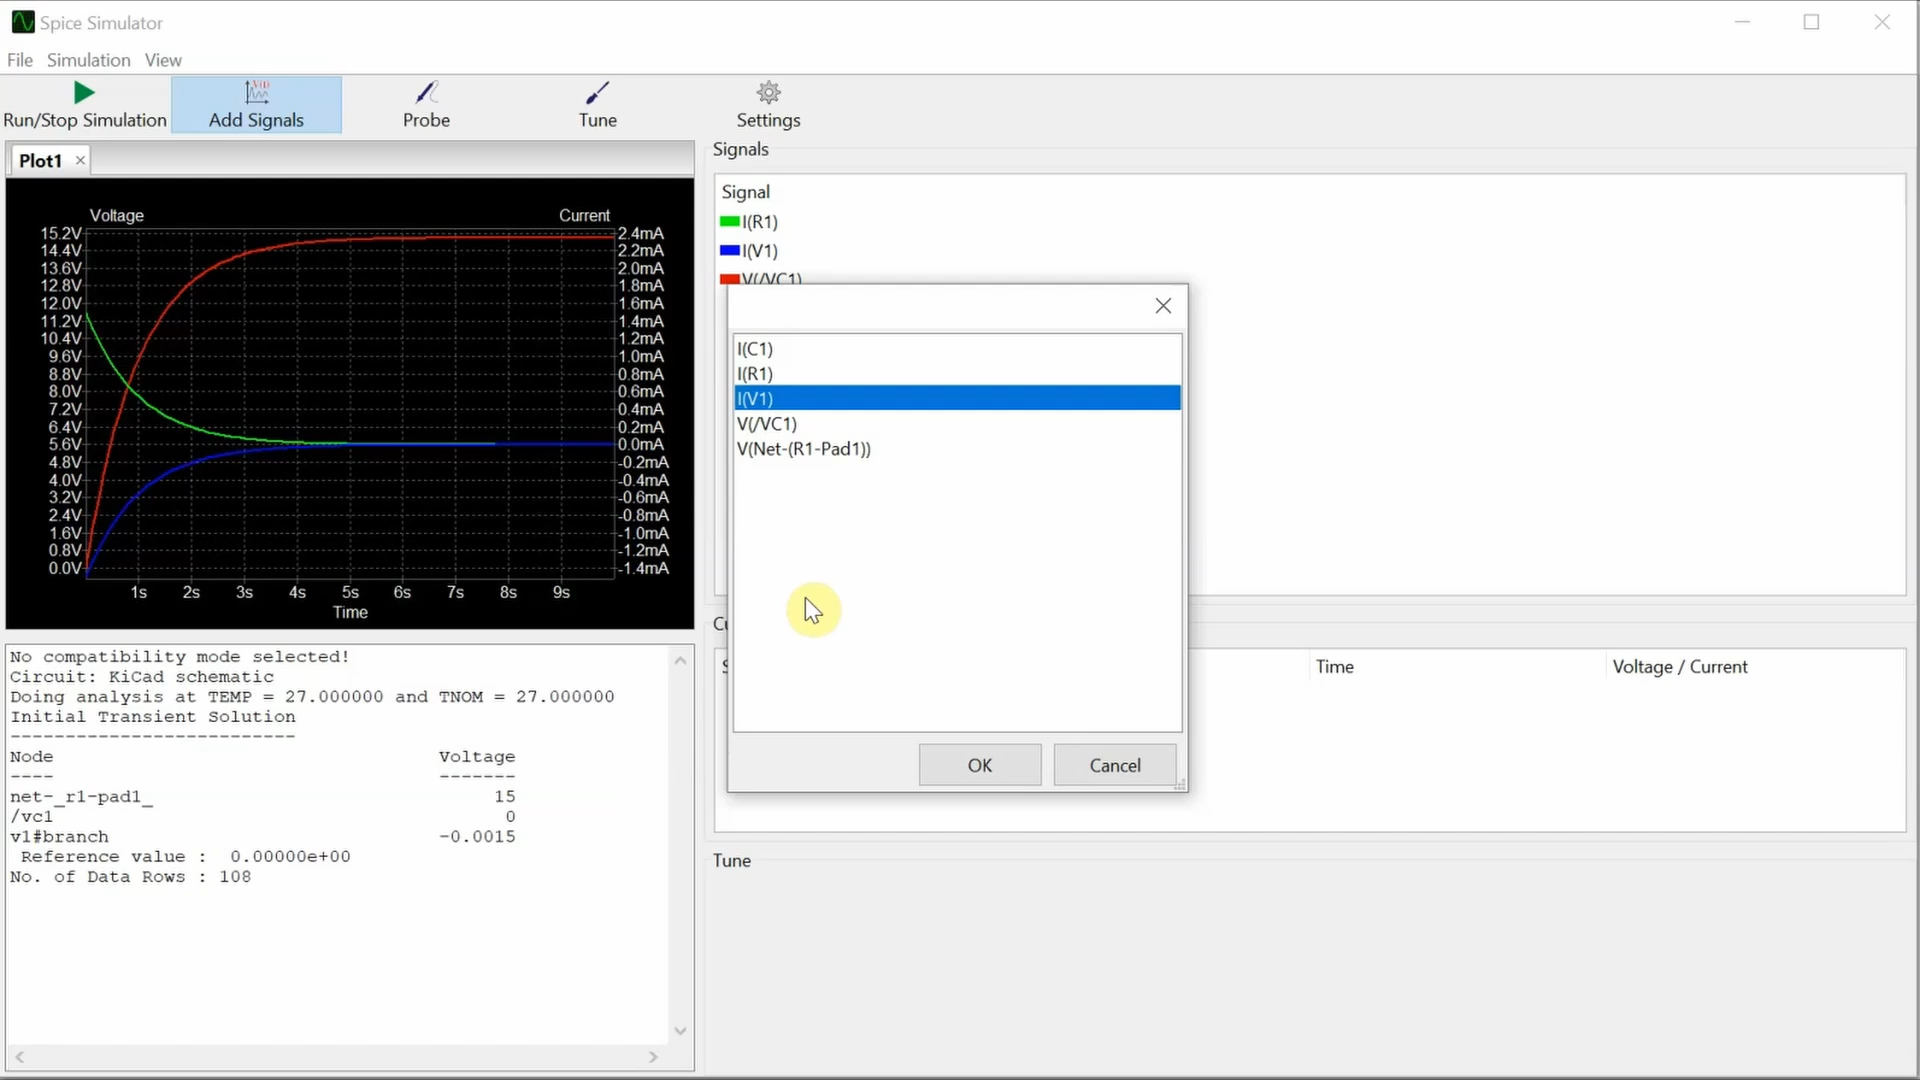 Spice Simulator
File Simulation View
Run/Stop Simulation Add Signals Probe Tune Settings
Plot1
Voltage Current
15.2V 2.4mA
14.4V 2.2mA
13.6V 2.0mA
12.8V 1.8mA
12.0V 1.6mA
11.2V 1.4mA
10.4V 1.2mA
9.6V 1.0mA
8.8V 0.8mA
8.0V 0.6mA
7.2V 0.4mA
6.4V 0.2mA
5.6V 0.0mA
4.8V -0.2mA
4.0V -0.4mA
3.2V -0.6mA
2.4V -0.8mA
1.6V -1.0mA
0.8V -1.2mA
0.0V -1.4mA
1s 2s 3s 4s 5s 6s 7s 8s 9s
Time
No compatibility mode selected!
Circuit: KiCad schematic
Doing analysis at TEMP = 27.000000 and TNOM = 27.000000
Initial Transient Solution
--------------------------
Node Voltage
---- -------
net-_r1-pad1_ 15
/vc1 0
v1#branch -0.0015
Reference value : 0.00000e+00
No. of Data Rows : 108
Signals
Signal
I(R1)
I(V1)
V(/VC1)
I(C1)
I(R1)
I(V1)
V(/VC1)
V(Net-(R1-Pad1))
OK Cancel
Time Voltage / Current
Tune